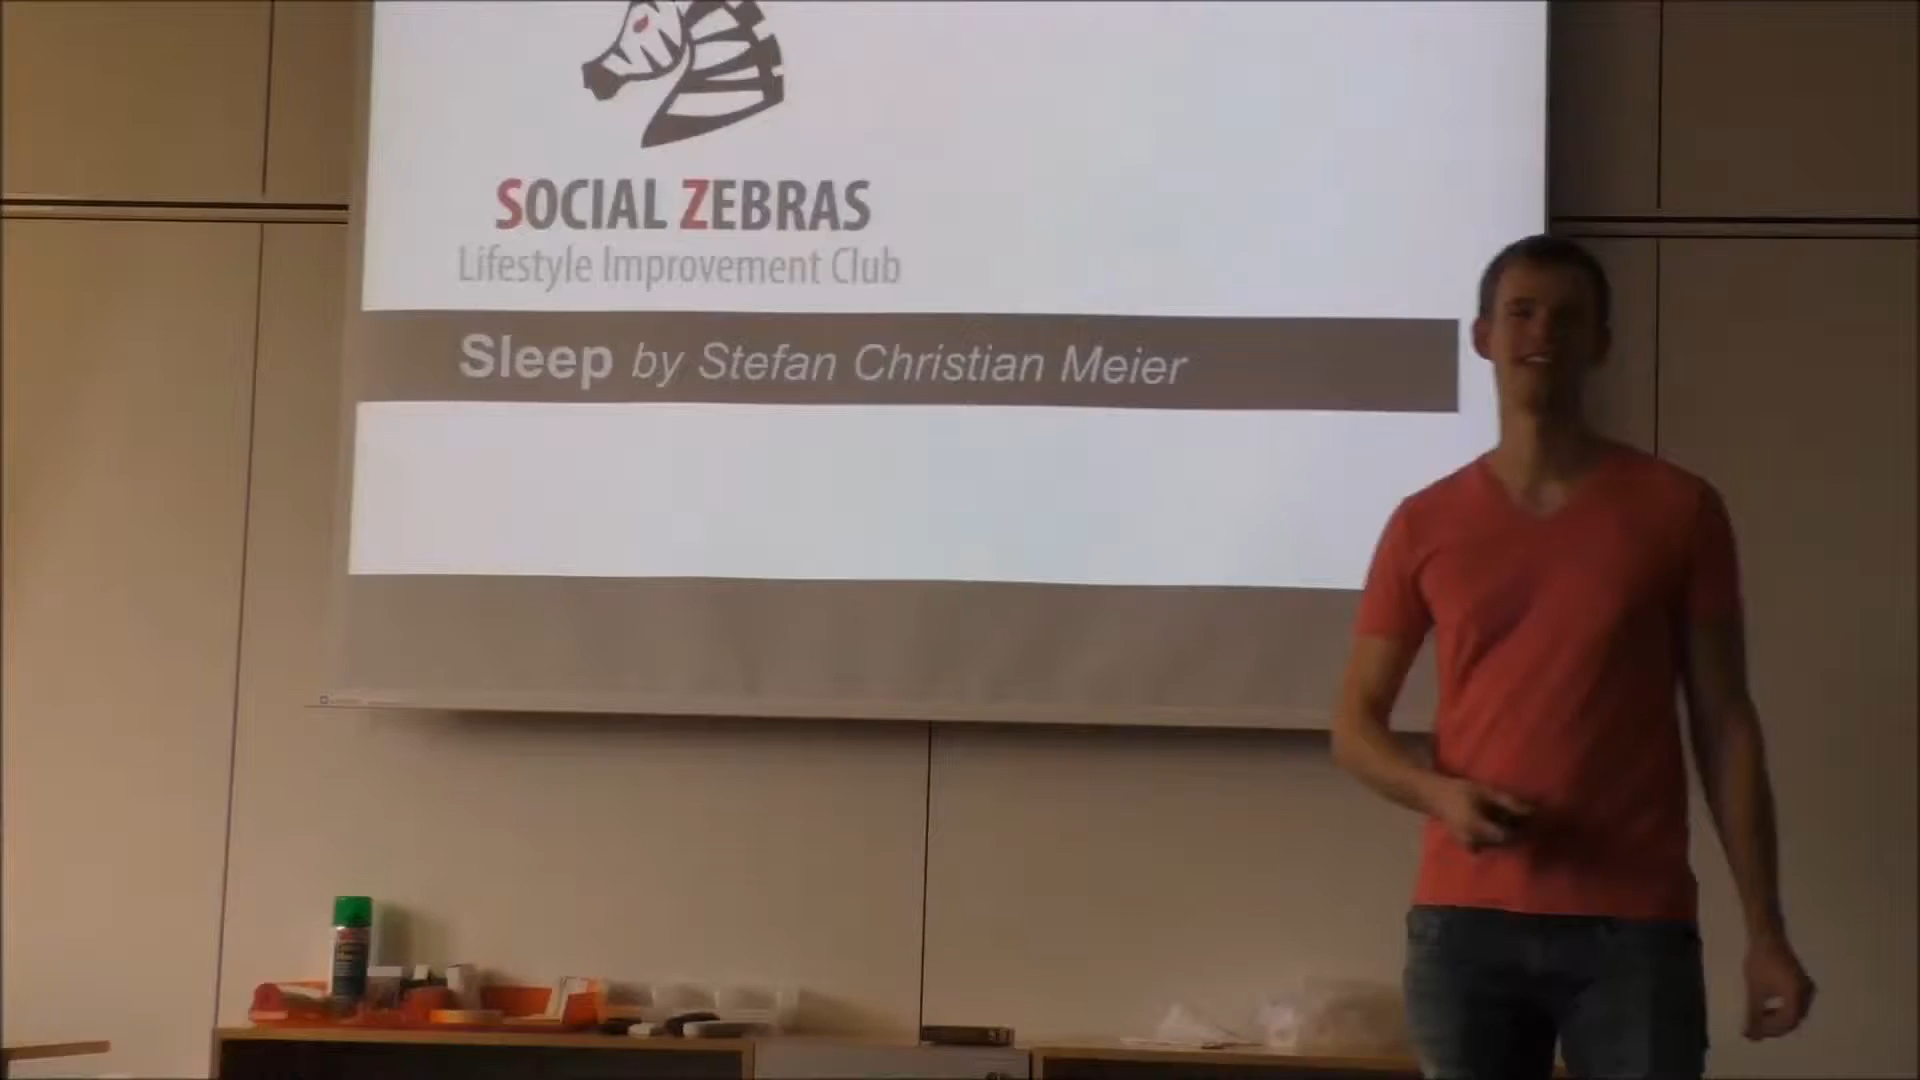 SOCIAL ZEBRAS
Lifestyle Improvement Club
Sleep by Stefan Christian Meier